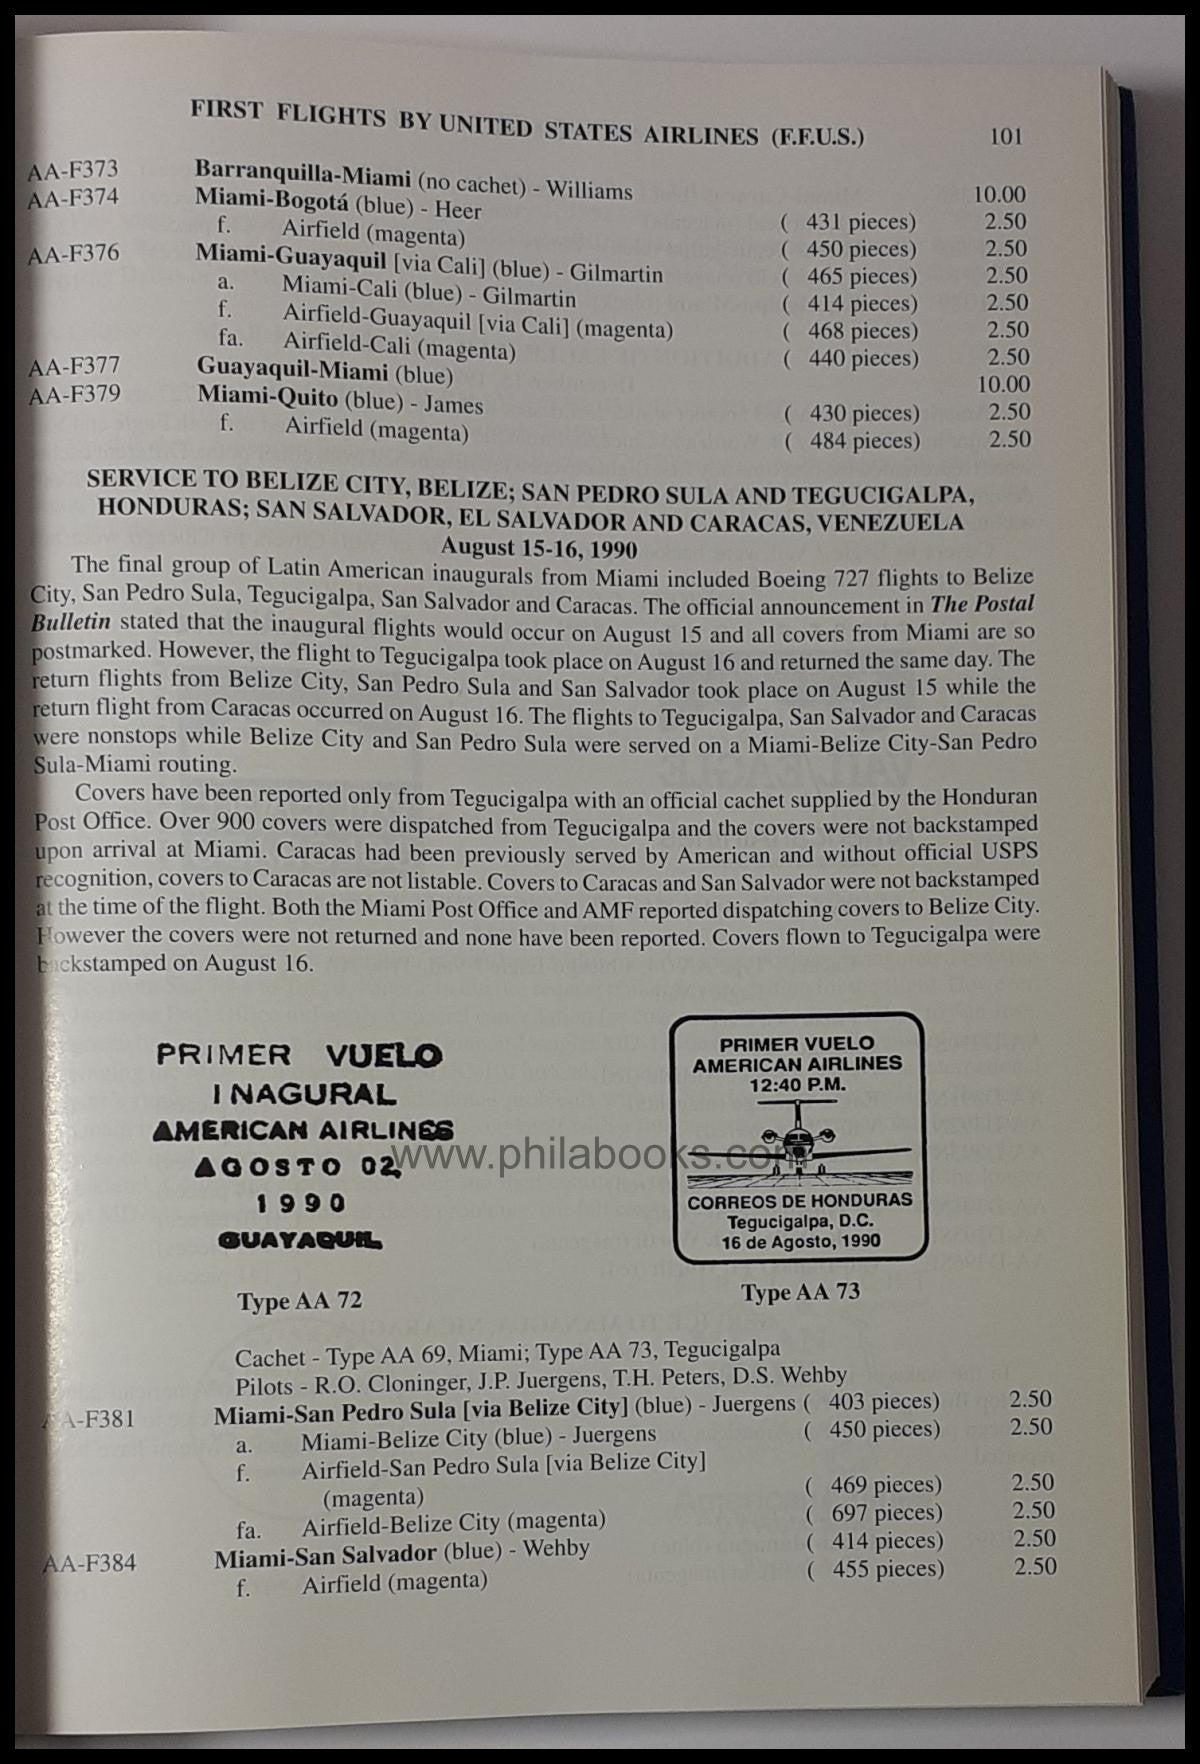 FIRST FLIGHTS BY UNITED STATES AIRLINES (F.F.U.S.) 101
AA-F373 Barranquilla-Miami (no cachet) - Williams 10.00
AA-F374 Miami-Bogotá (blue) - Heer ( 431 pieces) 2.50
f. Airfield (magenta) ( 450 pieces) 2.50
AA-F376 Miami-Guayaquil [via Cali] (blue) - Gilmartin ( 465 pieces) 2.50
a. Miami-Cali (blue) - Gilmartin ( 414 pieces) 2.50
f. Airfield-Guayaquil [via Cali] (magenta) ( 468 pieces) 2.50
fa. Airfield-Cali (magenta) ( 440 pieces) 2.50
AA-F377 Guayaquil-Miami (blue) 10.00
AA-F379 Miami-Quito (blue) - James ( 430 pieces) 2.50
f. Airfield (magenta) ( 484 pieces) 2.50
SERVICE TO BELIZE CITY, BELIZE; SAN PEDRO SULA AND TEGUCIGALPA,
HONDURAS; SAN SALVADOR, EL SALVADOR AND CARACAS, VENEZUELA
August 15-16, 1990
The final group of Latin American inaugurals from Miami included Boeing 727 flights to Belize
City, San Pedro Sula, Tegucigalpa, San Salvador and Caracas. The official announcement in The Postal
Bulletin stated that the inaugural flights would occur on August 15 and all covers from Miami are so
postmarked. However, the flight to Tegucigalpa took place on August 16 and returned the same day. The
return flights from Belize City, San Pedro Sula and San Salvador took place on August 15 while the
return flight from Caracas occurred on August 16. The flights to Tegucigalpa, San Salvador and Caracas
were nonstops while Belize City and San Pedro Sula were served on a Miami-Belize City-San Pedro
Sula-Miami routing.
Covers have been reported only from Tegucigalpa with an official cachet supplied by the Honduran
Post Office. Over 900 covers were dispatched from Tegucigalpa and the covers were not backstamped
upon arrival at Miami. Caracas had been previously served by American and without official USPS
recognition, covers to Caracas are not listable. Covers to Caracas and San Salvador were not backstamped
at the time of the flight. Both the Miami Post Office and AMF reported dispatching covers to Belize City.
However the covers were not returned and none have been reported. Covers flown to Tegucigalpa were
backstamped on August 16.
PRIMER VUELO
INAGURAL
AMERICAN AIRLINES
AGOSTO 02
1990
GUAYAQUIL
Type AA 72
PRIMER VUELO
AMERICAN AIRLINES
12:40 P.M.
CORREOS DE HONDURAS
Tegucigalpa, D.C.
16 de Agosto, 1990
Type AA 73
www.philabooks.com
Cachet - Type AA 69, Miami; Type AA 73, Tegucigalpa
Pilots - R.O. Cloninger, J.P. Juergens, T.H. Peters, D.S. Wehby
AA-F381 Miami-San Pedro Sula [via Belize City] (blue) - Juergens ( 403 pieces) 2.50
a. Miami-Belize City (blue) - Juergens ( 450 pieces) 2.50
f. Airfield-San Pedro Sula [via Belize City]
(magenta) ( 469 pieces) 2.50
fa. Airfield-Belize City (magenta) ( 697 pieces) 2.50
AA-F384 Miami-San Salvador (blue) - Wehby ( 414 pieces) 2.50
f. Airfield (magenta) ( 455 pieces) 2.50